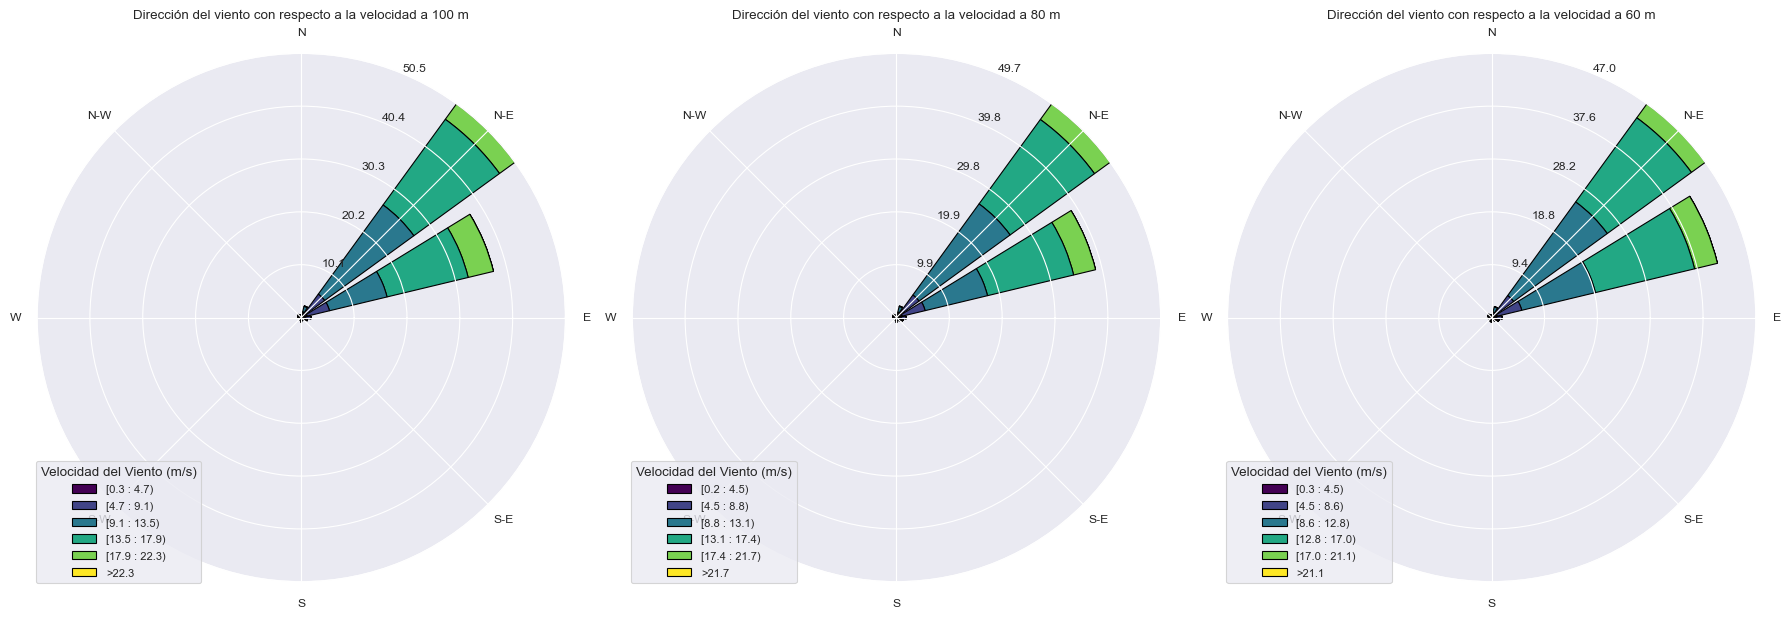 Dirección del viento con respecto a la velocidad a 100 m
N
50.5
N-W
N-E
40.4
30.3
20.2
10.1
W
E
Velocidad del Viento (m/s)
[0.3 : 4.7)
[4.7 : 9.1)
[9.1 : 13.5)
[13.5 : 17.9)
[17.9 : 22.3)
>22.3
S-E
S
Dirección del viento con respecto a la velocidad a 80 m
N
49.7
N-W
N-E
39.8
29.8
19.9
9.9
W
E
Velocidad del Viento (m/s)
[0.2 : 4.5)
[4.5 : 8.8)
[8.8 : 13.1)
[13.1 : 17.4)
[17.4 : 21.7)
>21.7
S-E
S
Dirección del viento con respecto a la velocidad a 60 m
N
47.0
N-W
N-E
37.6
28.2
18.8
9.4
W
E
Velocidad del Viento (m/s)
[0.3 : 4.5)
[4.5 : 8.6)
[8.6 : 12.8)
[12.8 : 17.0)
[17.0 : 21.1)
>21.1
S-E
S